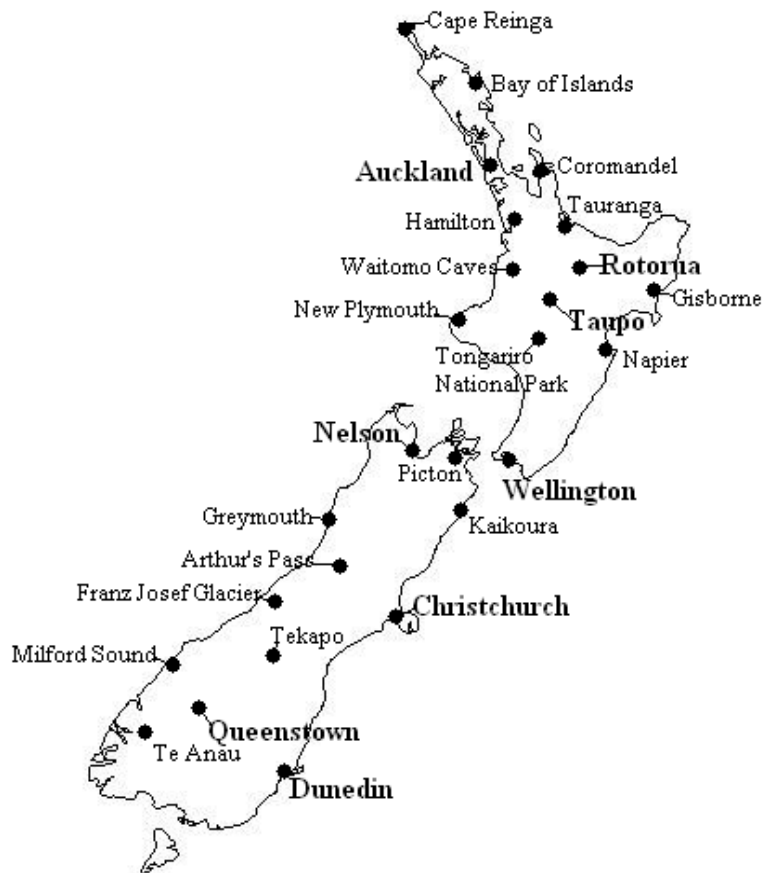 Cape Reinga
Bay of Islands
Auckland
Coromandel
Tauranga
Hamilton
Waitomo Caves
Rotorua
Gisborne
New Plymouth
Taupo
Tongariro
National Park
Napier
Nelson
Picton
Wellington
Greymouth
Kaikoura
Arthur's Pass
Franz Josef Glacier
Christchurch
Tekapo
Milford Sound
Queenstown
Te Anau
Dunedin